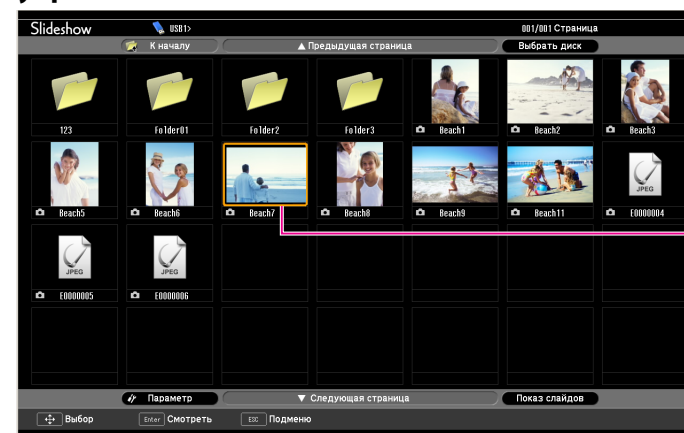 Slideshow USB1> 001/001 Страница
К началу ▲ Предыдущая страница Выбрать диск
123 Folder01 Folder2 Folder3 Beach1 Beach2 Beach3
JPEG
Beach5 Beach6 Beach7 Beach8 Beach9 Beach11 E0000004
JPEG JPEG
E0000005 E0000006
Параметр ▼ Следующая страница Показ слайдов
Выбор Enter Смотреть ESC Подменю